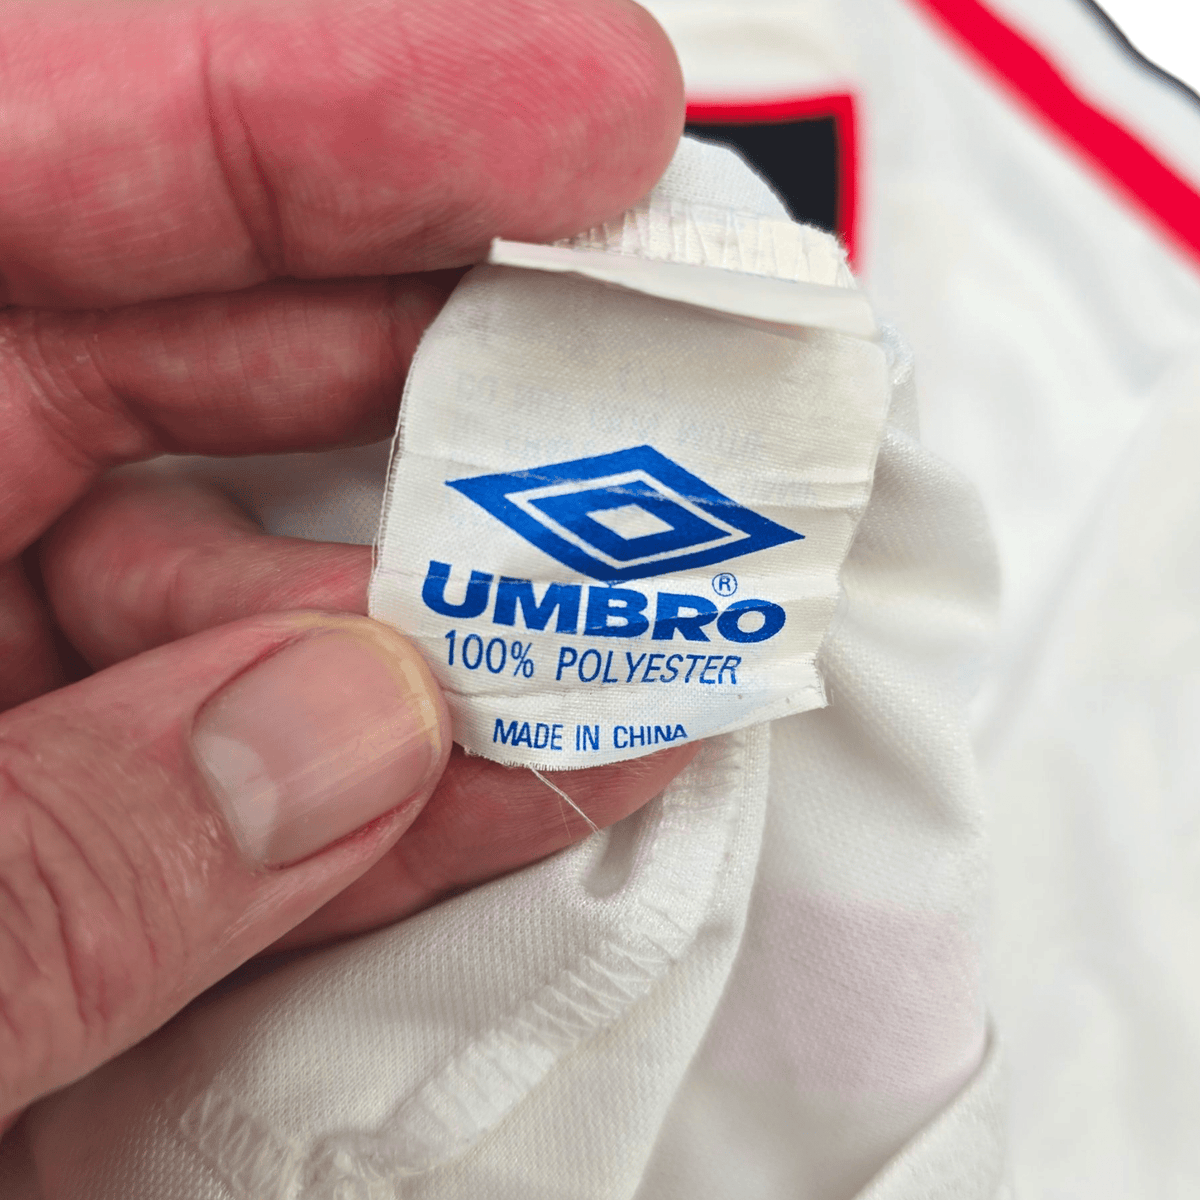 UMBRO®
100% POLYESTER
MADE IN CHINA